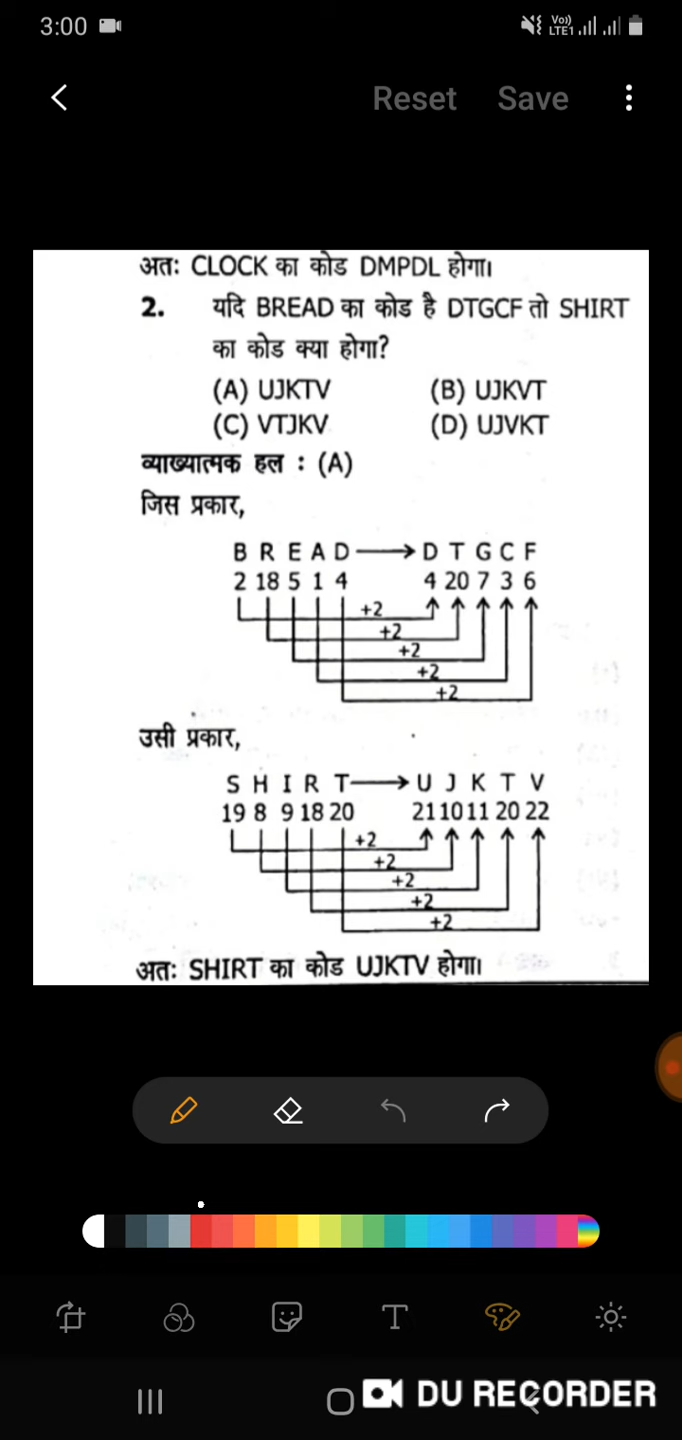 3:00
Vo)
LTE1
Reset Save
अतः CLOCK का कोड DMPDL होगा।
2. यदि BREAD का कोड है DTGCF तो SHIRT
का कोड क्या होगा?
(A) UJKTV (B) UJKVT
(C) VTJKV (D) UJVKT
व्याख्यात्मक हल : (A)
जिस प्रकार,
B R E A D → D T G C F
2 18 5 1 4 4 20 7 3 6
+2
+2
+2
+2
+2
उसी प्रकार,
S H I R T → U J K T V
19 8 9 18 20 21 10 11 20 22
+2
+2
+2
+2
+2
अतः SHIRT का कोड UJKTV होगा।
T
DU RECORDER